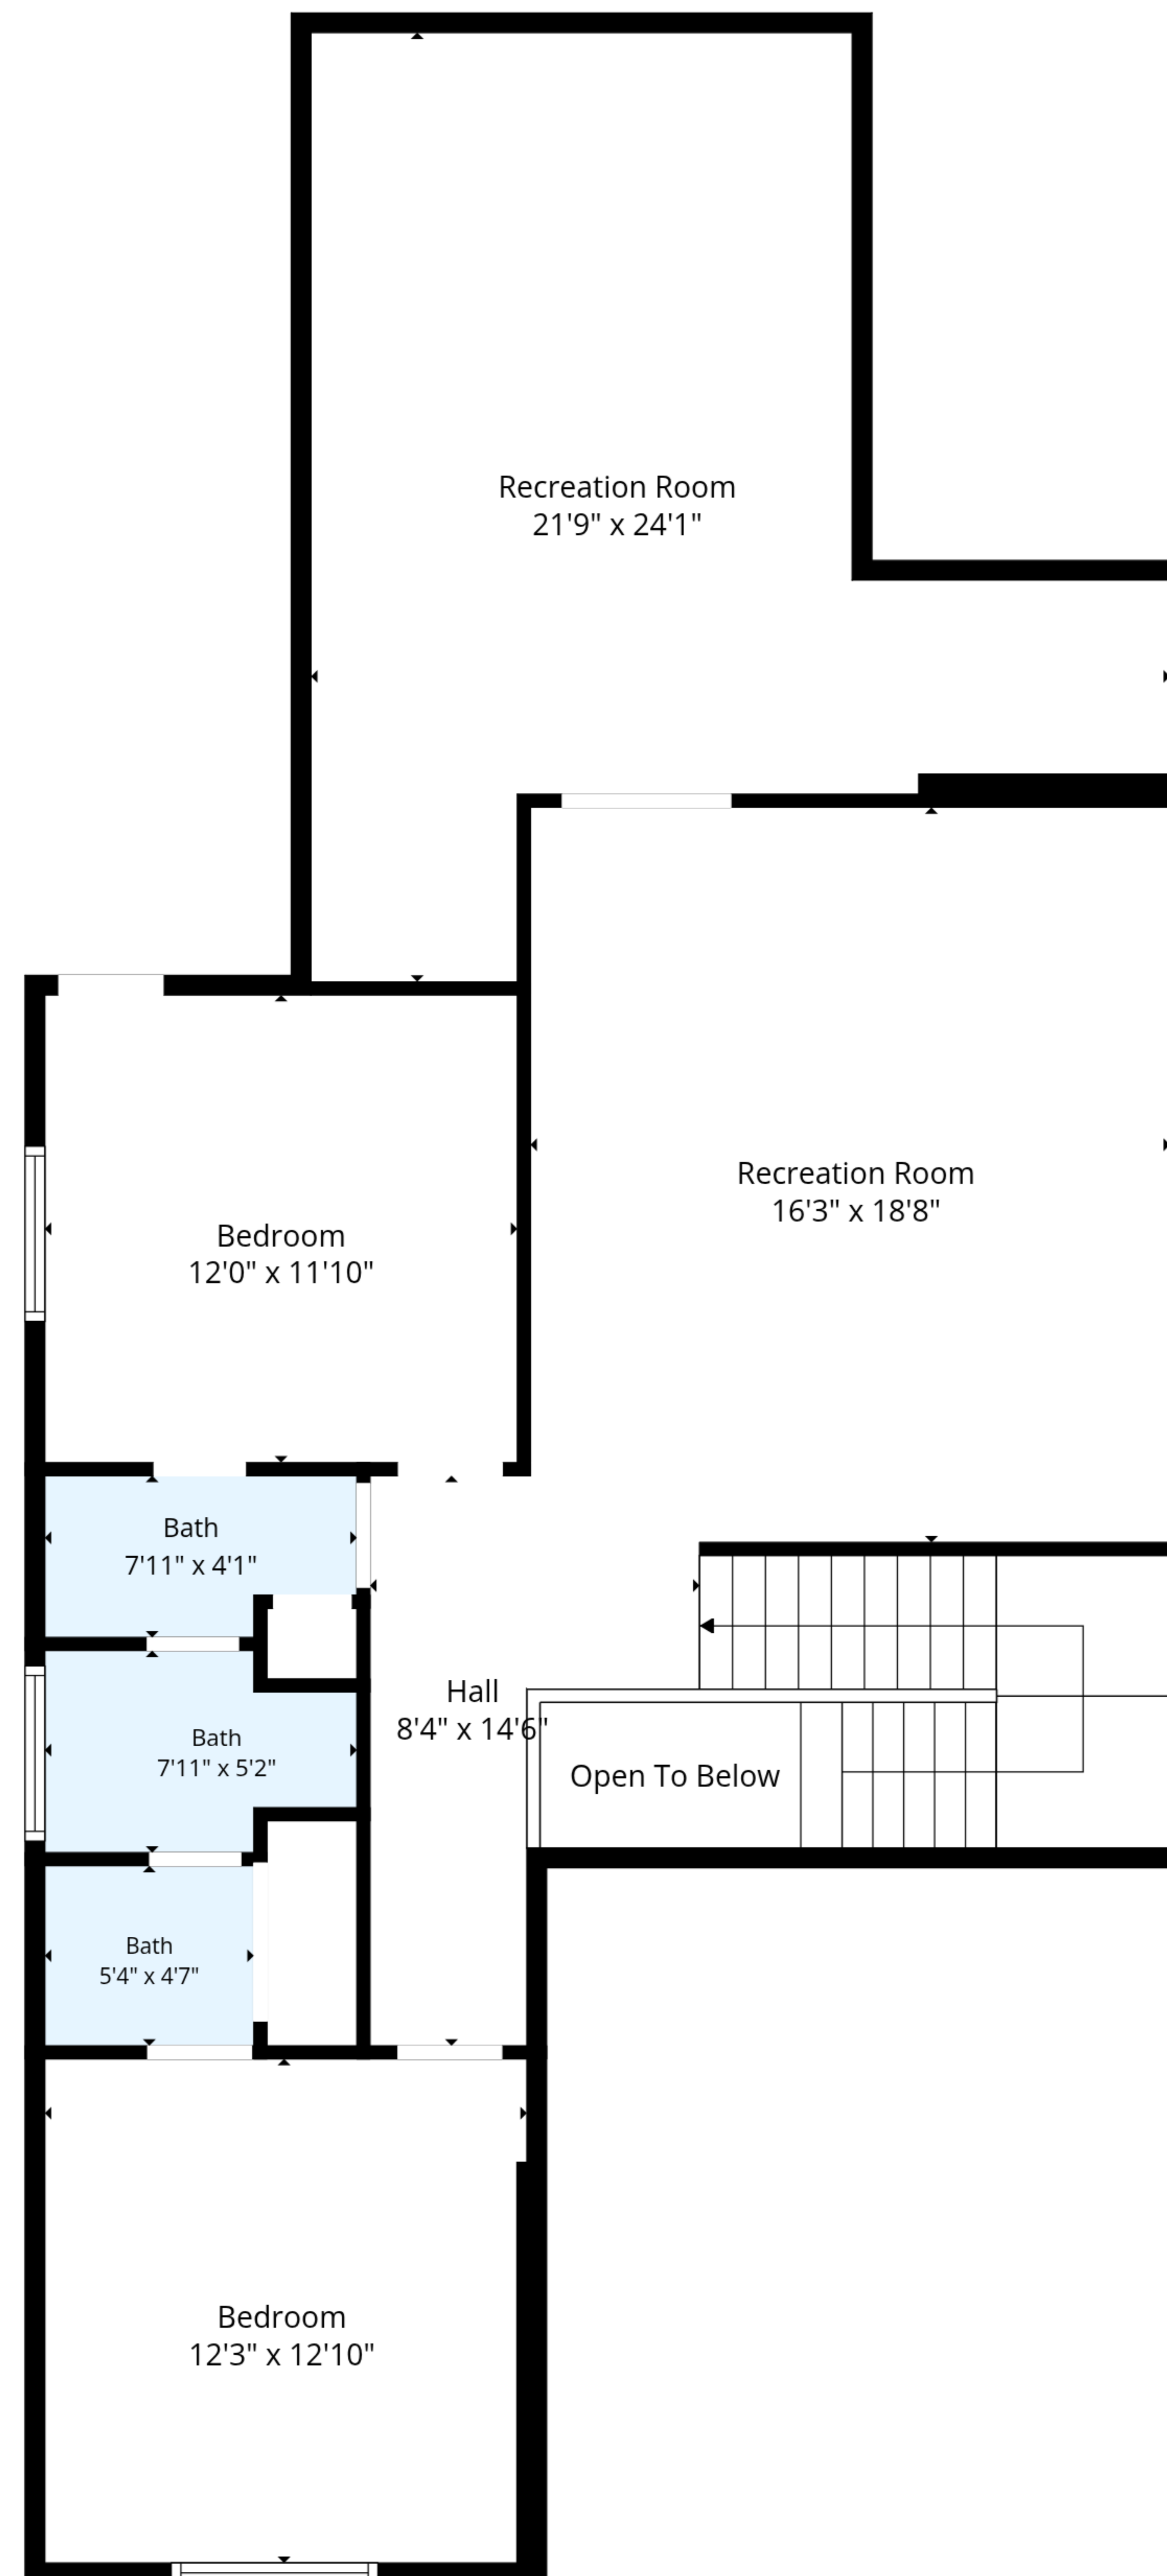 Recreation Room
21'9" x 24'1"
Recreation Room
16'3" x 18'8"
Bedroom
12'0" x 11'10"
Bath
7'11" x 4'1"
Hall
8'4" x 14'6"
Bath
7'11" x 5'2"
Open To Below
Bath
5'4" x 4'7"
Bedroom
12'3" x 12'10"